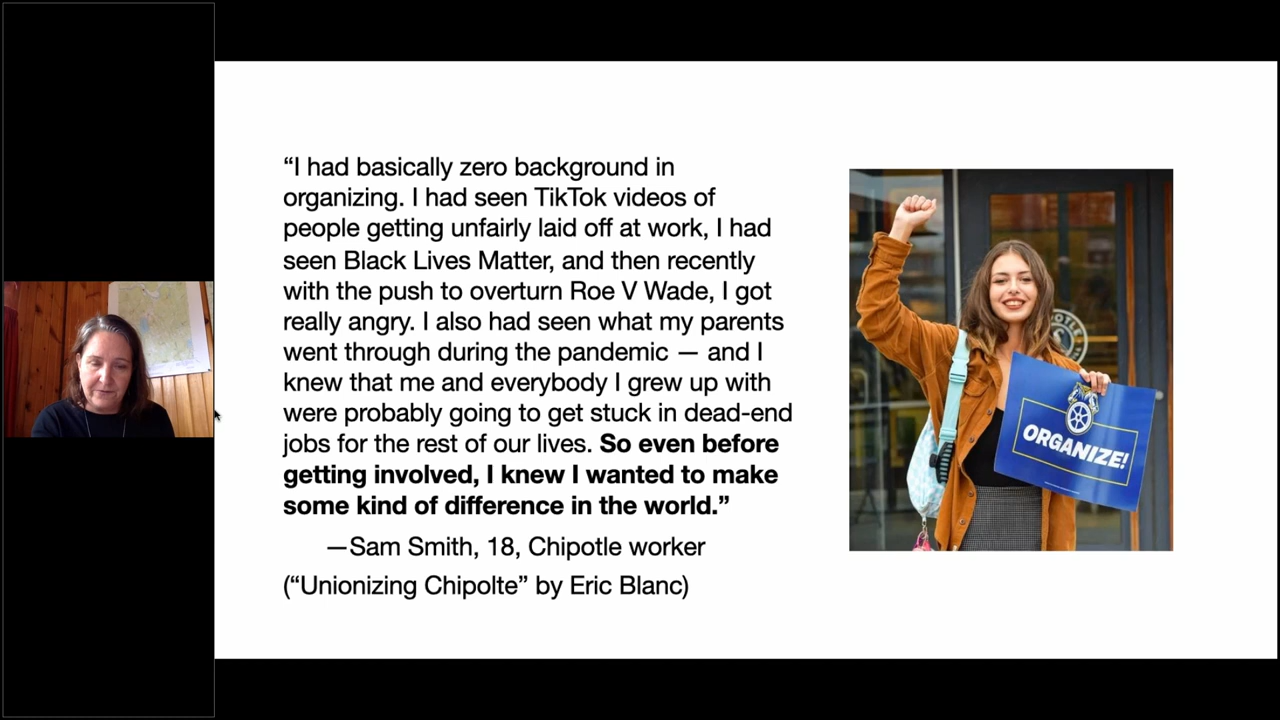 “I had basically zero background in
organizing. I had seen TikTok videos of
people getting unfairly laid off at work, I had
seen Black Lives Matter, and then recently
with the push to overturn Roe V Wade, I got
really angry. I also had seen what my parents
went through during the pandemic — and I
knew that me and everybody I grew up with
were probably going to get stuck in dead-end
jobs for the rest of our lives. So even before
getting involved, I knew I wanted to make
some kind of difference in the world.”
—Sam Smith, 18, Chipotle worker
(“Unionizing Chipolte” by Eric Blanc)
ORGANIZE!